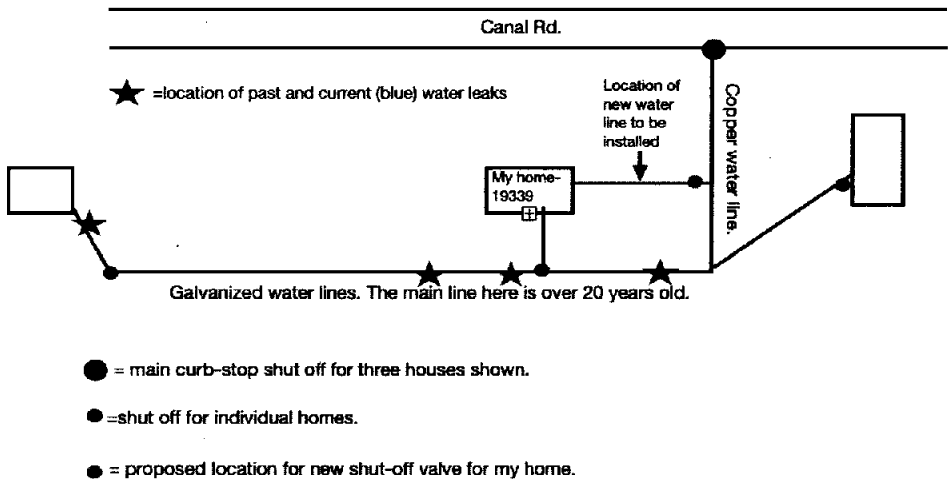 Canal Rd.
=location of past and current (blue) water leaks
Location of
new water
line to be
installed
Copper water line.
My home-
19339
Galvanized water lines. The main line here is over 20 years old.
= main curb-stop shut off for three houses shown.
=shut off for individual homes.
= proposed location for new shut-off valve for my home.